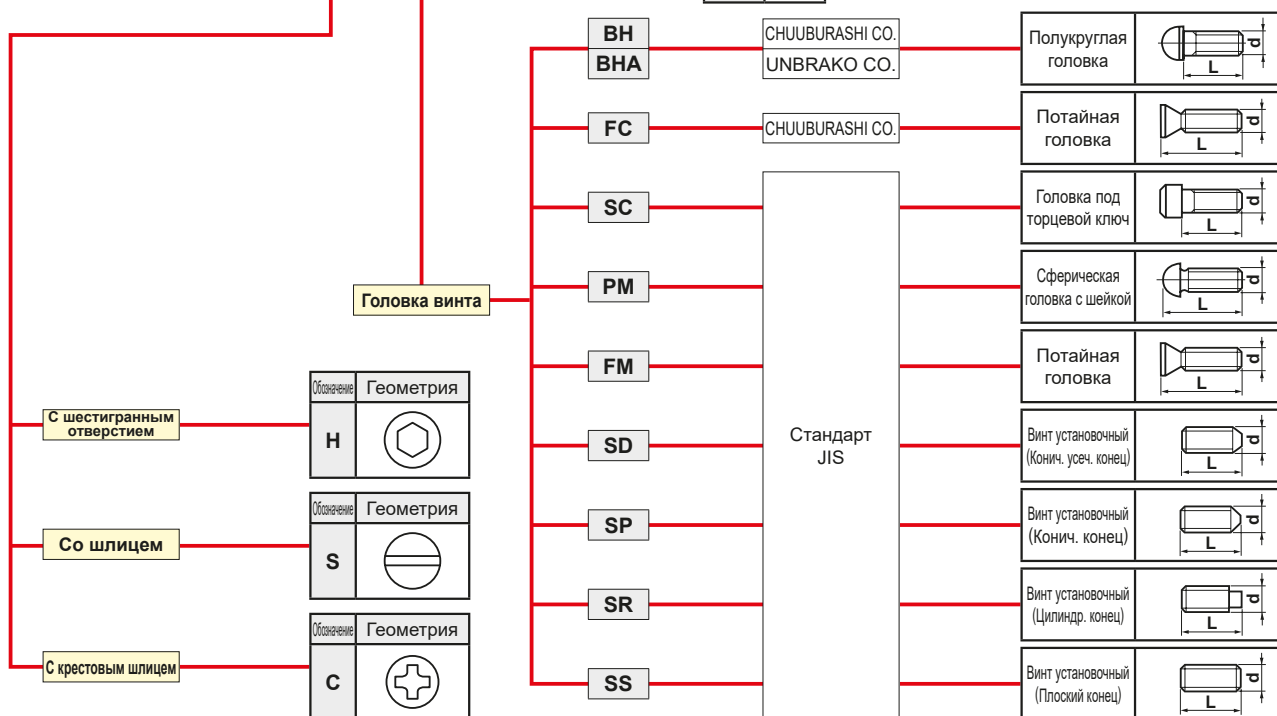 BH
CHUUBURASHI CO.
BHA
UNBRAKO CO.
Полукруглая
головка
d
L
FC
CHUUBURASHI CO.
Потайная
головка
d
L
SC
Головка под
торцевой ключ
d
L
Головка винта
PM
Сферическая
головка с шейкой
d
L
FM
Потайная
головка
d
L
С шестигранным
отверстием
Обозначение
Геометрия
H
SD
Стандарт
JIS
Винт установочный
(Конич. усеч. конец)
d
L
Со шлицем
Обозначение
Геометрия
S
SP
Винт установочный
(Конич. конец)
d
L
SR
Винт установочный
(Цилиндр. конец)
d
L
С крестовым шлицем
Обозначение
Геометрия
C
SS
Винт установочный
(Плоский конец)
d
L